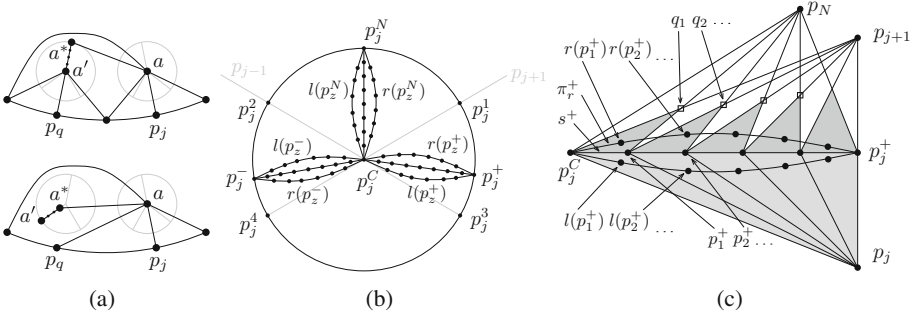 a*
a′
a
p_q
p_j
a*
a′
a
p_q
p_j
(a)
p_j^N
p_{j-1}
p_{j+1}
l(p_z^N)
r(p_z^N)
p_j^2
p_j^1
l(p_z^-)
r(p_z^+)
p_j^-
p_j^+
r(p_z^-)
p_j^C
l(p_z^+)
p_j^4
p_j^3
(b)
p_N
q_1 q_2 ...
p_{j+1}
r(p_1^+) r(p_2^+) ...
π_r^+
s^+
p_j^C
p_j^+
l(p_1^+) l(p_2^+) ...
p_1^+ p_2^+ ...
p_j
(c)